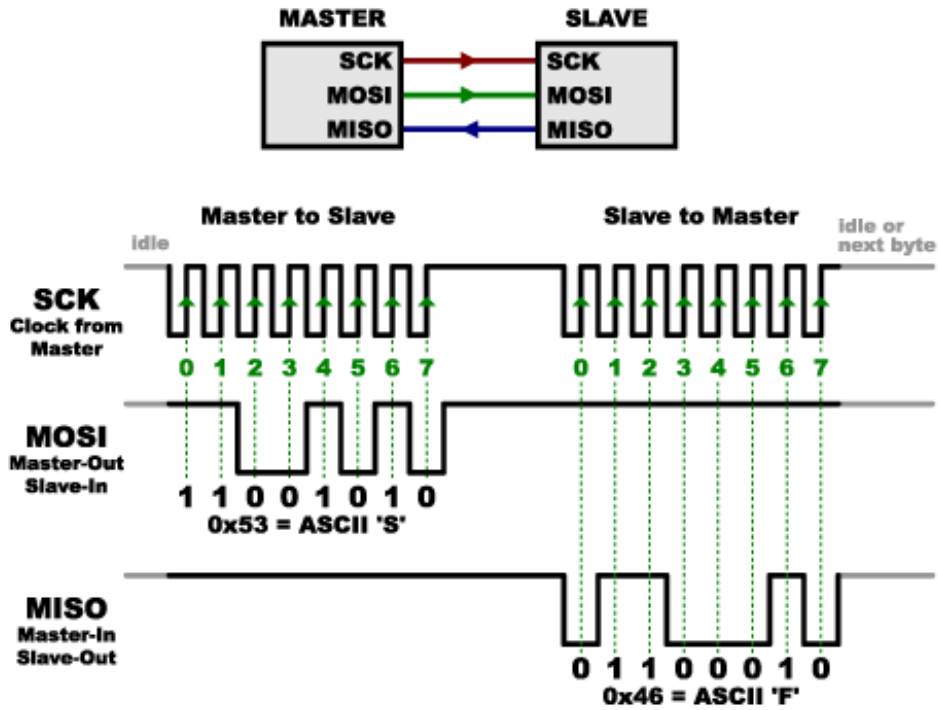 MASTER SLAVE
SCK SCK
MOSI MOSI
MISO MISO
Master to Slave Slave to Master
idle idle or
next byte
SCK
Clock from
Master
0 1 2 3 4 5 6 7 0 1 2 3 4 5 6 7
MOSI
Master-Out
Slave-In
1 1 0 0 1 0 1 0
0x53 = ASCII 'S'
MISO
Master-In
Slave-Out
0 1 1 0 0 0 1 0
0x46 = ASCII 'F'